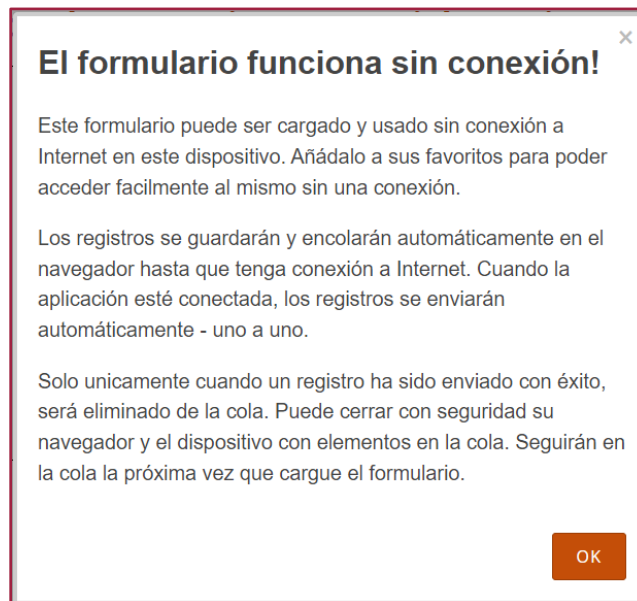 ×
El formulario funciona sin conexión!
Este formulario puede ser cargado y usado sin conexión a
Internet en este dispositivo. Añádalo a sus favoritos para poder
acceder facilmente al mismo sin una conexión.
Los registros se guardarán y encolarán automáticamente en el
navegador hasta que tenga conexión a Internet. Cuando la
aplicación esté conectada, los registros se enviarán
automáticamente - uno a uno.
Solo unicamente cuando un registro ha sido enviado con éxito,
será eliminado de la cola. Puede cerrar con seguridad su
navegador y el dispositivo con elementos en la cola. Seguirán en
la cola la próxima vez que cargue el formulario.
OK